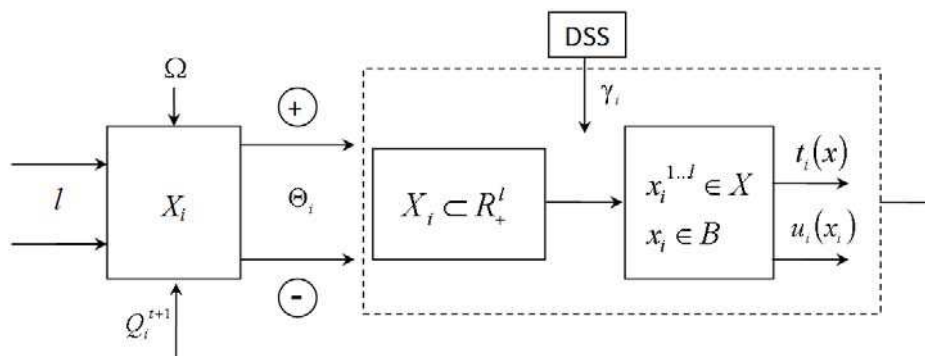 DSS
Ω
+
γ_i
l
X_i
Θ_i
X_i ⊂ R_+^l
x_i^{1..l} ∈ X
x_i ∈ B
t_i(x)
u_i(x_i)
-
Q_i^{t+1}